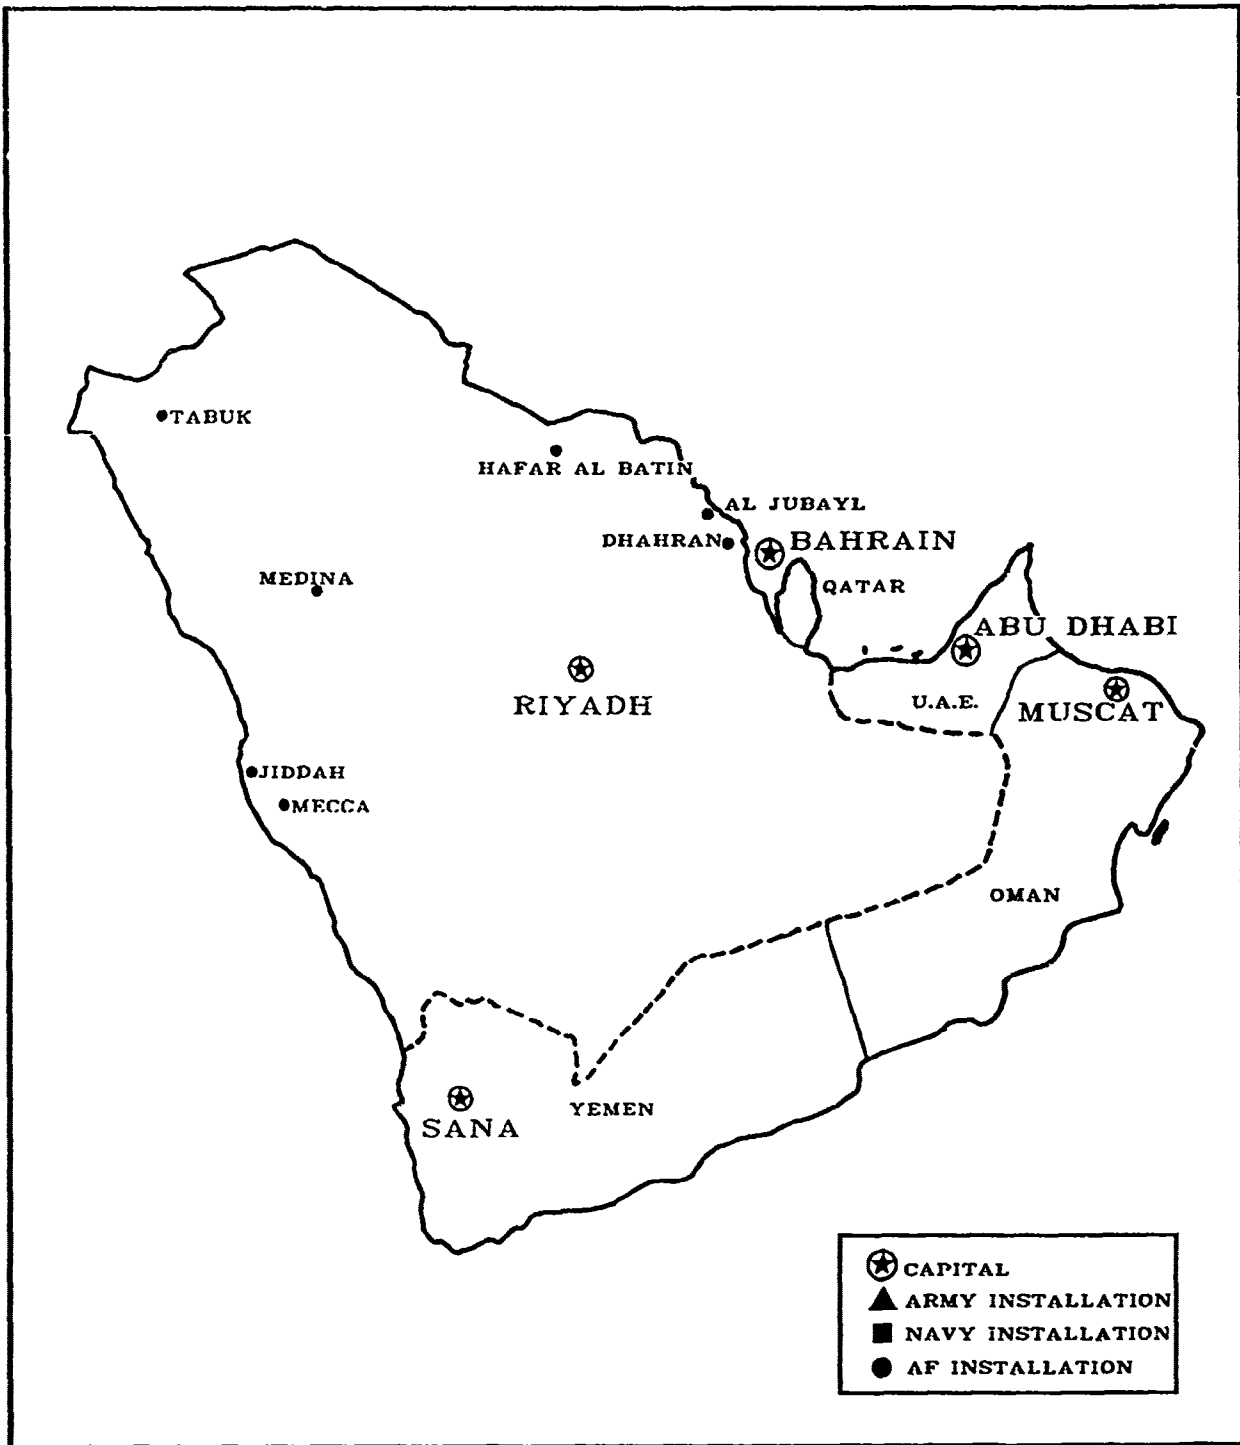 TABUK
HAFAR AL BATIN
AL JUBAYL
DHAHRAN
BAHRAIN
MEDINA
QATAR
ABU DHABI
RIYADH
U.A.E.
MUSCAT
JIDDAH
MECCA
OMAN
YEMEN
SANA
CAPITAL
ARMY INSTALLATION
NAVY INSTALLATION
AF INSTALLATION